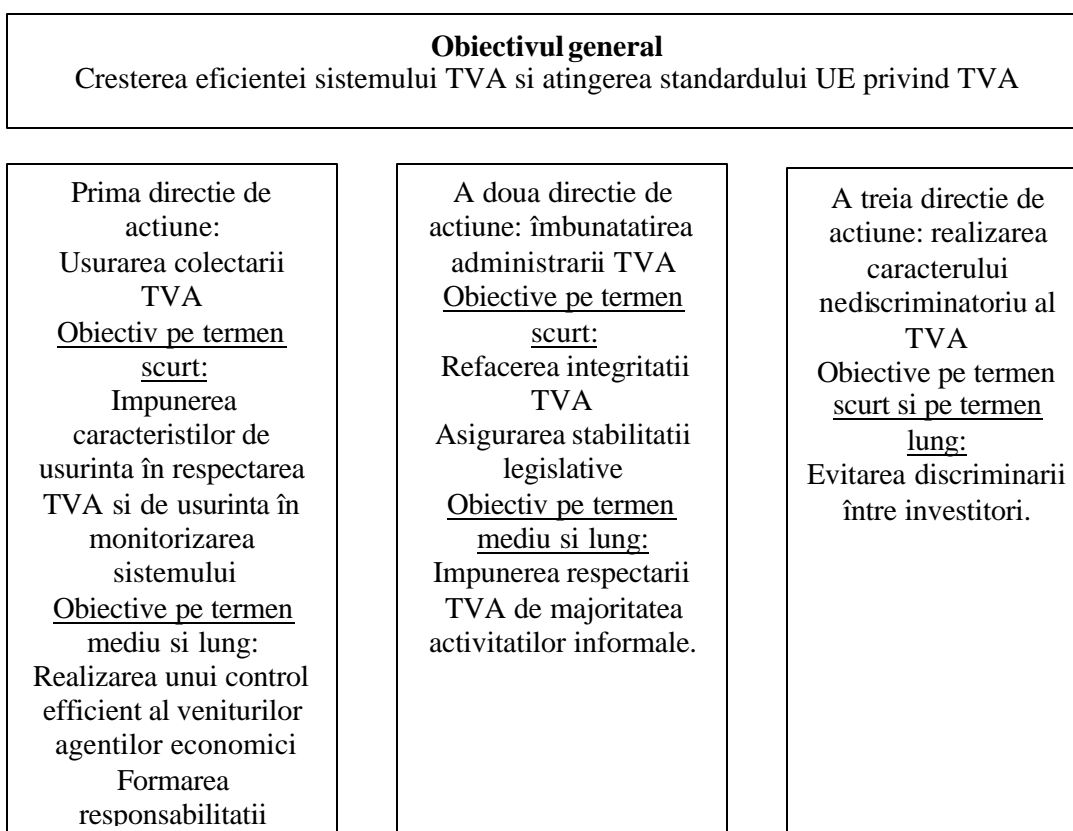 Obiectivul general
Cresterea eficientei sistemului TVA si atingerea standardului UE privind TVA
Prima directie de
actiune:
Usurarea colectarii
TVA
Obiectiv pe termen
scurt:
Impunerea
caracteristilor de
usurinta în respectarea
TVA si de usurinta în
monitorizarea
sistemului
Obiective pe termen
mediu si lung:
Realizarea unui control
efficient al veniturilor
agentilor economici
Formarea
responsabilitatii
A doua directie de
actiune: îmbunatatirea
administrarii TVA
Obiective pe termen
scurt:
Refacerea integritatii
TVA
Asigurarea stabilitatii
legislative
Obiectiv pe termen
mediu si lung:
Impunerea respectarii
TVA de majoritatea
activitatilor informale.
A treia directie de
actiune: realizarea
caracterului
nediscriminatoriu al
TVA
Obiective pe termen
scurt si pe termen
lung:
Evitarea discriminarii
între investitori.